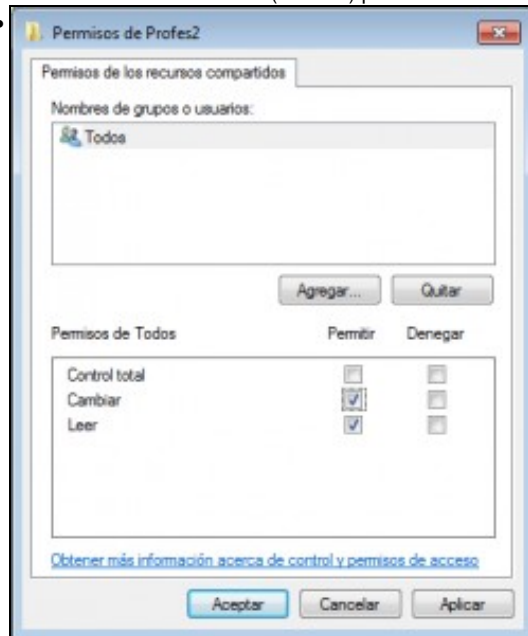 Permisos de Profes2
Permisos de los recursos compartidos
Nombres de grupos o usuarios:
Todos
Agregar... Quitar
Permisos de Todos Permitir Denegar
Control total
Cambiar
Leer
Obtener más información acerca de control y permisos de acceso
Aceptar Cancelar Aplicar